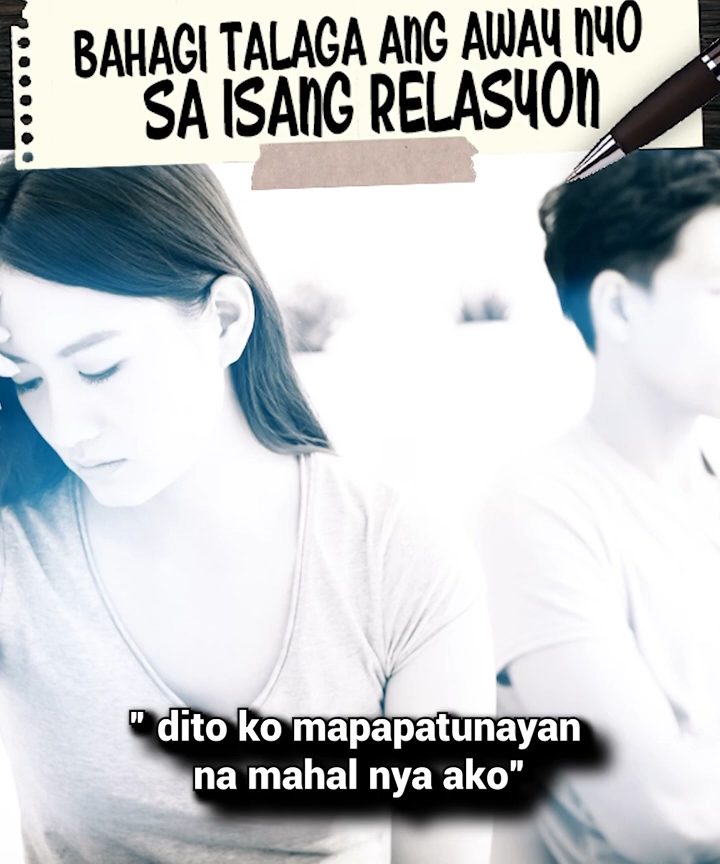 BAHAGI TALAGA ANG AWAY NYO
SA ISANG RELASYON
" dito ko mapapatunayan
na mahal nya ako"